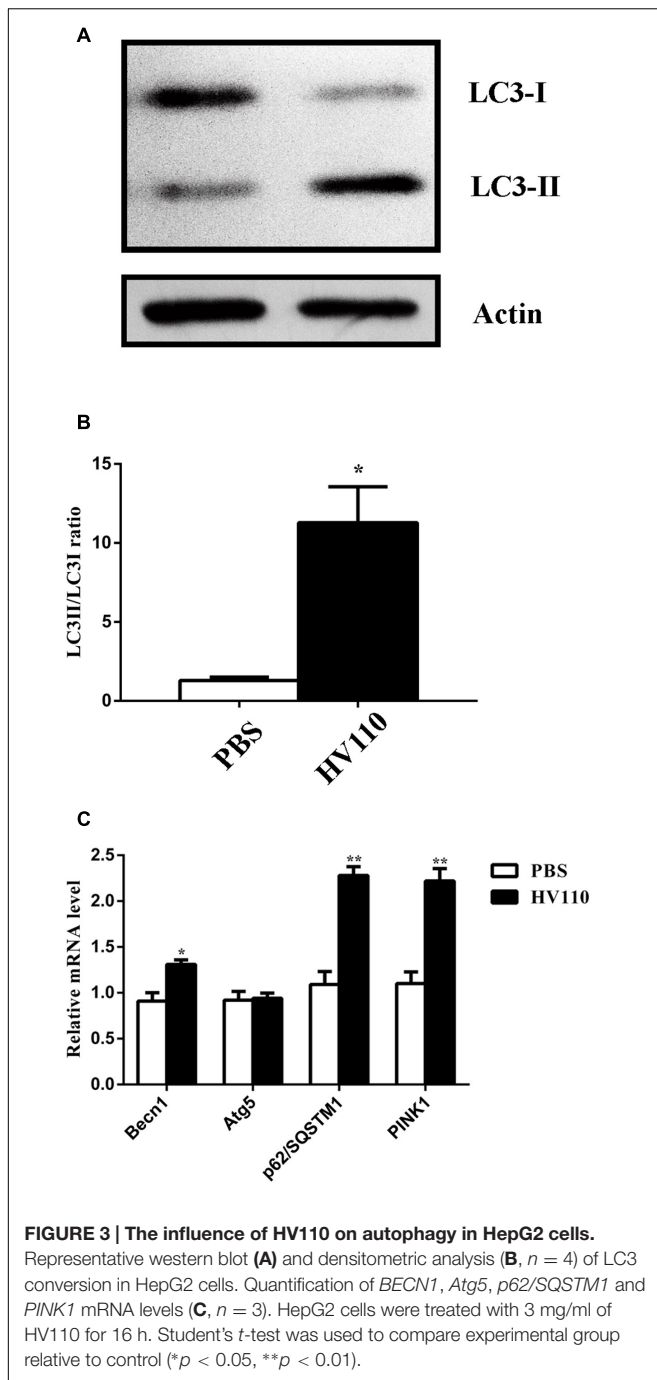 A
LC3-I
LC3-II
Actin
B
15
10
5
0
LC3II/LC3I ratio
*
PBS
HV110
C
2.5
2.0
1.5
1.0
0.5
0.0
Relative mRNA level
*
**
**
PBS
HV110
Becn1
Atg5
p62/SQSTM1
PINK1
FIGURE 3 | The influence of HV110 on autophagy in HepG2 cells.
Representative western blot (A) and densitometric analysis (B, n = 4) of LC3
conversion in HepG2 cells. Quantification of BECN1, Atg5, p62/SQSTM1 and
PINK1 mRNA levels (C, n = 3). HepG2 cells were treated with 3 mg/ml of
HV110 for 16 h. Student's t-test was used to compare experimental group
relative to control (*p < 0.05, **p < 0.01).